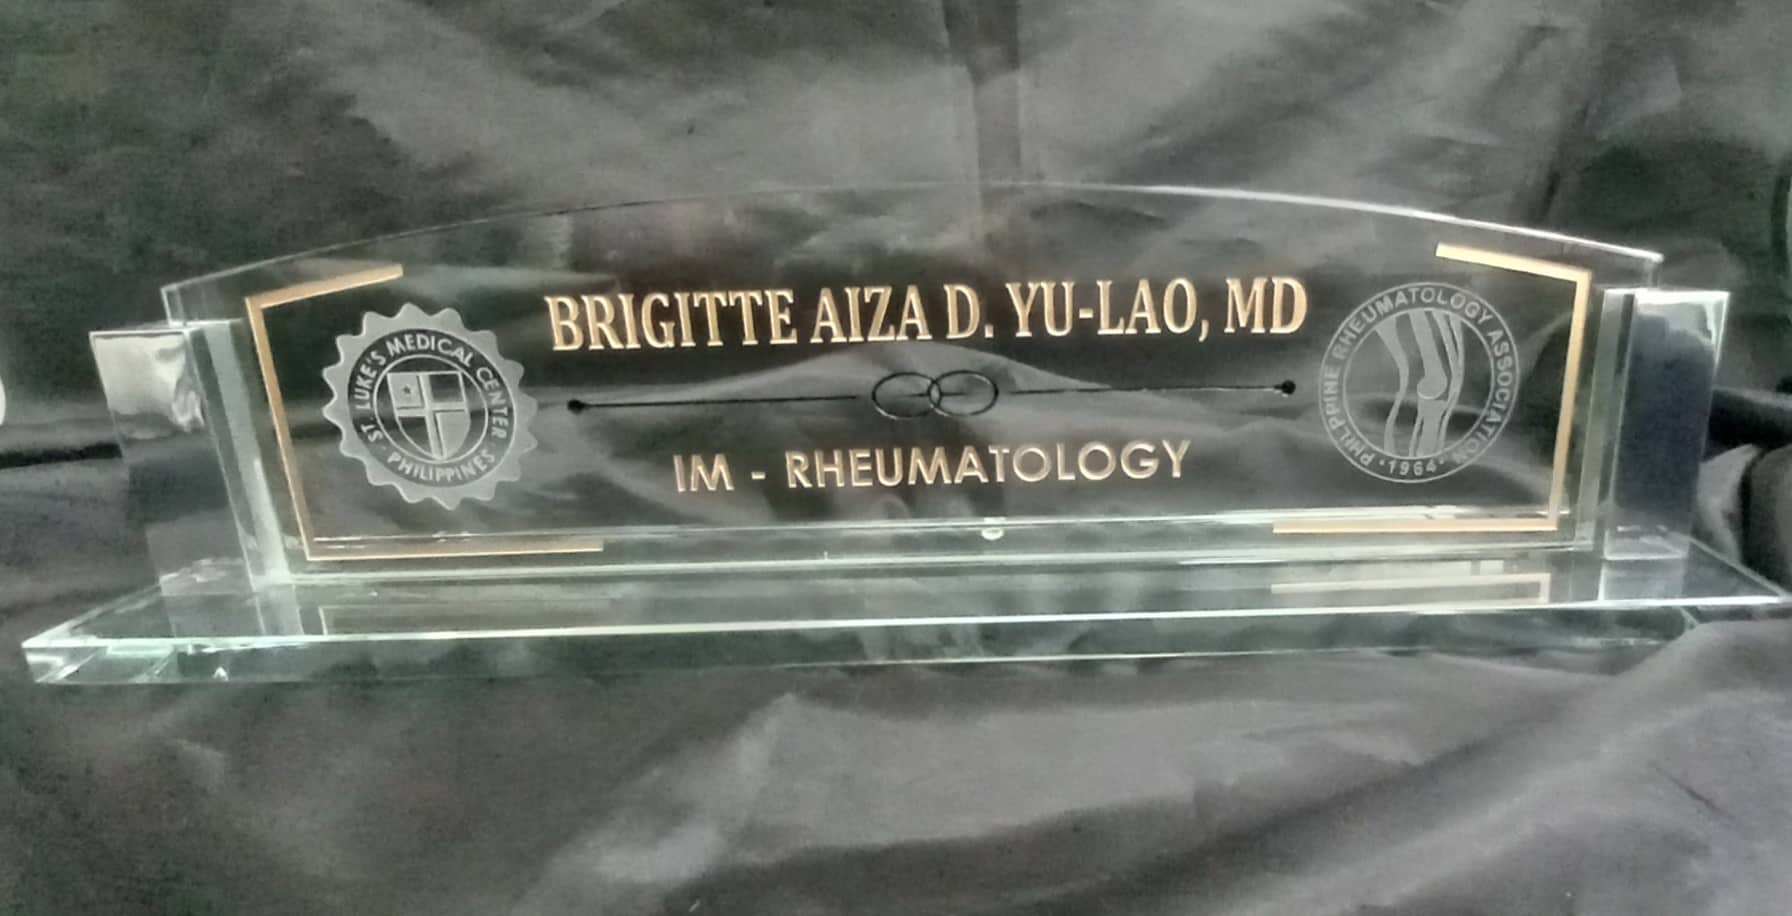 BRIGITTE AIZA D. YU-LAO, MD
IM - RHEUMATOLOGY
ST. LUKE'S MEDICAL CENTER
PHILIPPINES
PHILIPPINE RHEUMATOLOGY ASSOCIATION
•1964•